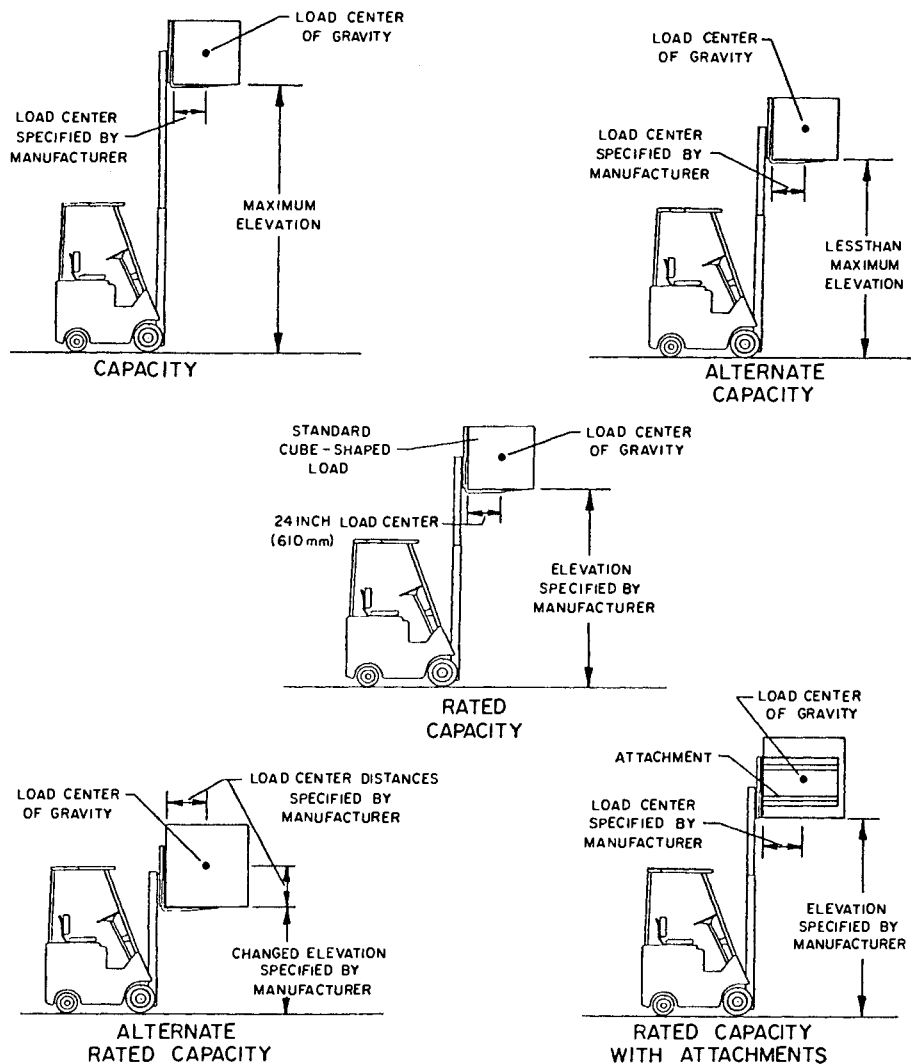 LOAD CENTER
OF GRAVITY
LOAD CENTER
SPECIFIED BY
MANUFACTURER
MAXIMUM
ELEVATION
CAPACITY
LOAD CENTER
OF GRAVITY
LOAD CENTER
SPECIFIED BY
MANUFACTURER
LESSTHAN
MAXIMUM
ELEVATION
ALTERNATE
CAPACITY
STANDARD
CUBE-SHAPED
LOAD
LOAD CENTER
OF GRAVITY
24 INCH LOAD CENTER
(610 mm)
ELEVATION
SPECIFIED BY
MANUFACTURER
RATED
CAPACITY
LOAD CENTER
OF GRAVITY
LOAD CENTER DISTANCES
SPECIFIED BY
MANUFACTURER
CHANGED ELEVATION
SPECIFIED BY
MANUFACTURER
ALTERNATE
RATED CAPACITY
LOAD CENTER
OF GRAVITY
ATTACHMENT
LOAD CENTER
SPECIFIED BY
MANUFACTURER
ELEVATION
SPECIFIED BY
MANUFACTURER
RATED CAPACITY
WITH ATTACHMENTS